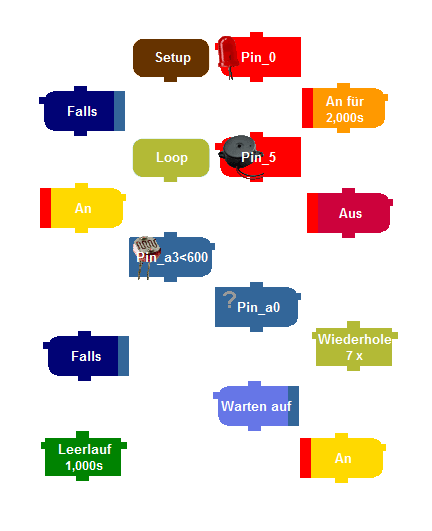 Setup
Pin_0
Falls
An für
2,000s
Loop
Pin_5
An
Aus
Pin_a3<600
?
Pin_a0
Falls
Wiederhole
7 x
Warten auf
Leerlauf
1,000s
An